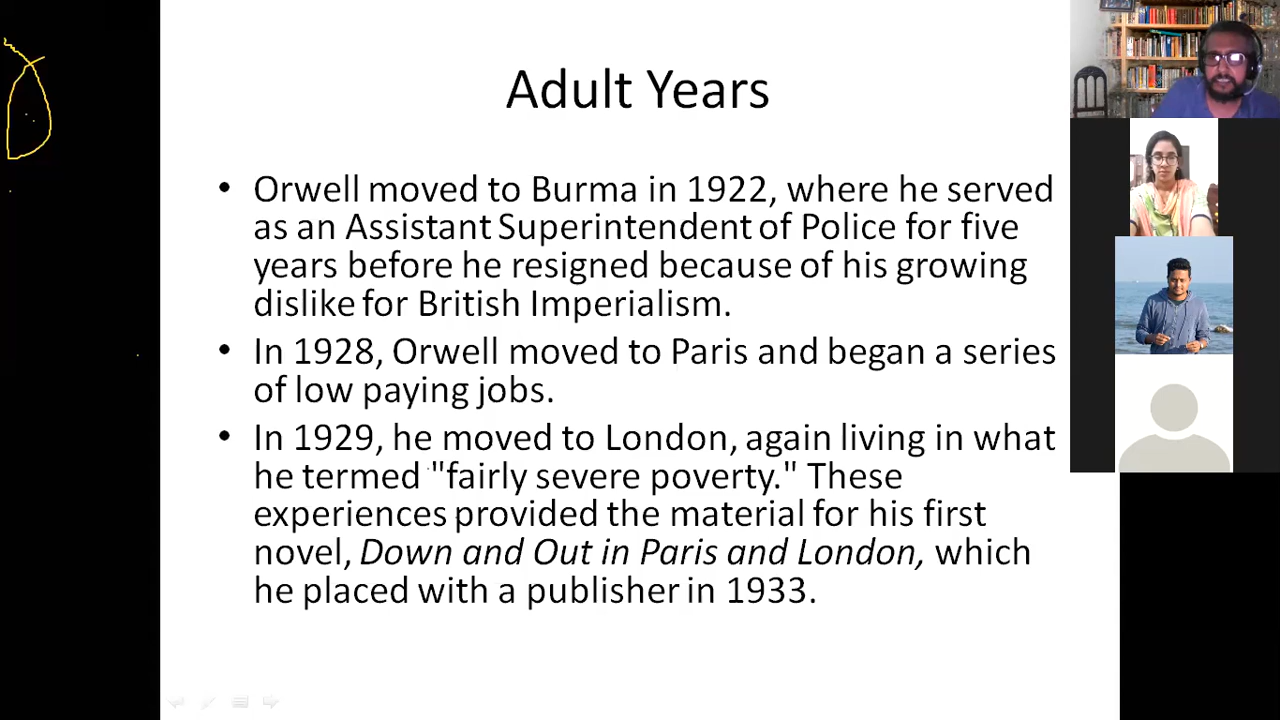 Adult Years
• Orwell moved to Burma in 1922, where he served
as an Assistant Superintendent of Police for five
years before he resigned because of his growing
dislike for British Imperialism.
• In 1928, Orwell moved to Paris and began a series
of low paying jobs.
• In 1929, he moved to London, again living in what
he termed "fairly severe poverty." These
experiences provided the material for his first
novel, Down and Out in Paris and London, which
he placed with a publisher in 1933.